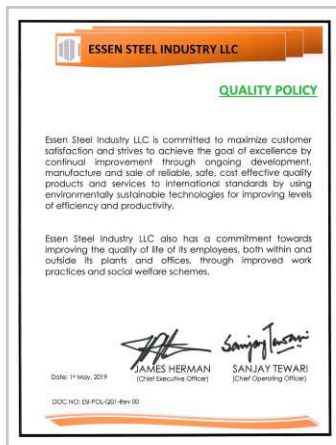 ESSEN STEEL INDUSTRY LLC
QUALITY POLICY
Essen Steel Industry LLC is committed to maximize customer
satisfaction and strives to achieve the goal of excellence by
continual improvement through ongoing development,
manufacture and sale of reliable, safe, cost effective quality
products and services to international standards by using
environmentally sustainable technologies for improving levels
of efficiency and productivity.
Essen Steel Industry LLC also has a commitment towards
improving the quality of life of its employees, both within and
outside its plants and offices, through improved work
practices and social welfare schemes.
Sanjay Tewari
JAMES HERMAN SANJAY TEWARI
Date: 1st May, 2019 (Chief Executive Officer) (Chief Operating Officer)
DOC NO: ESI-POL-Q01-Rev 00